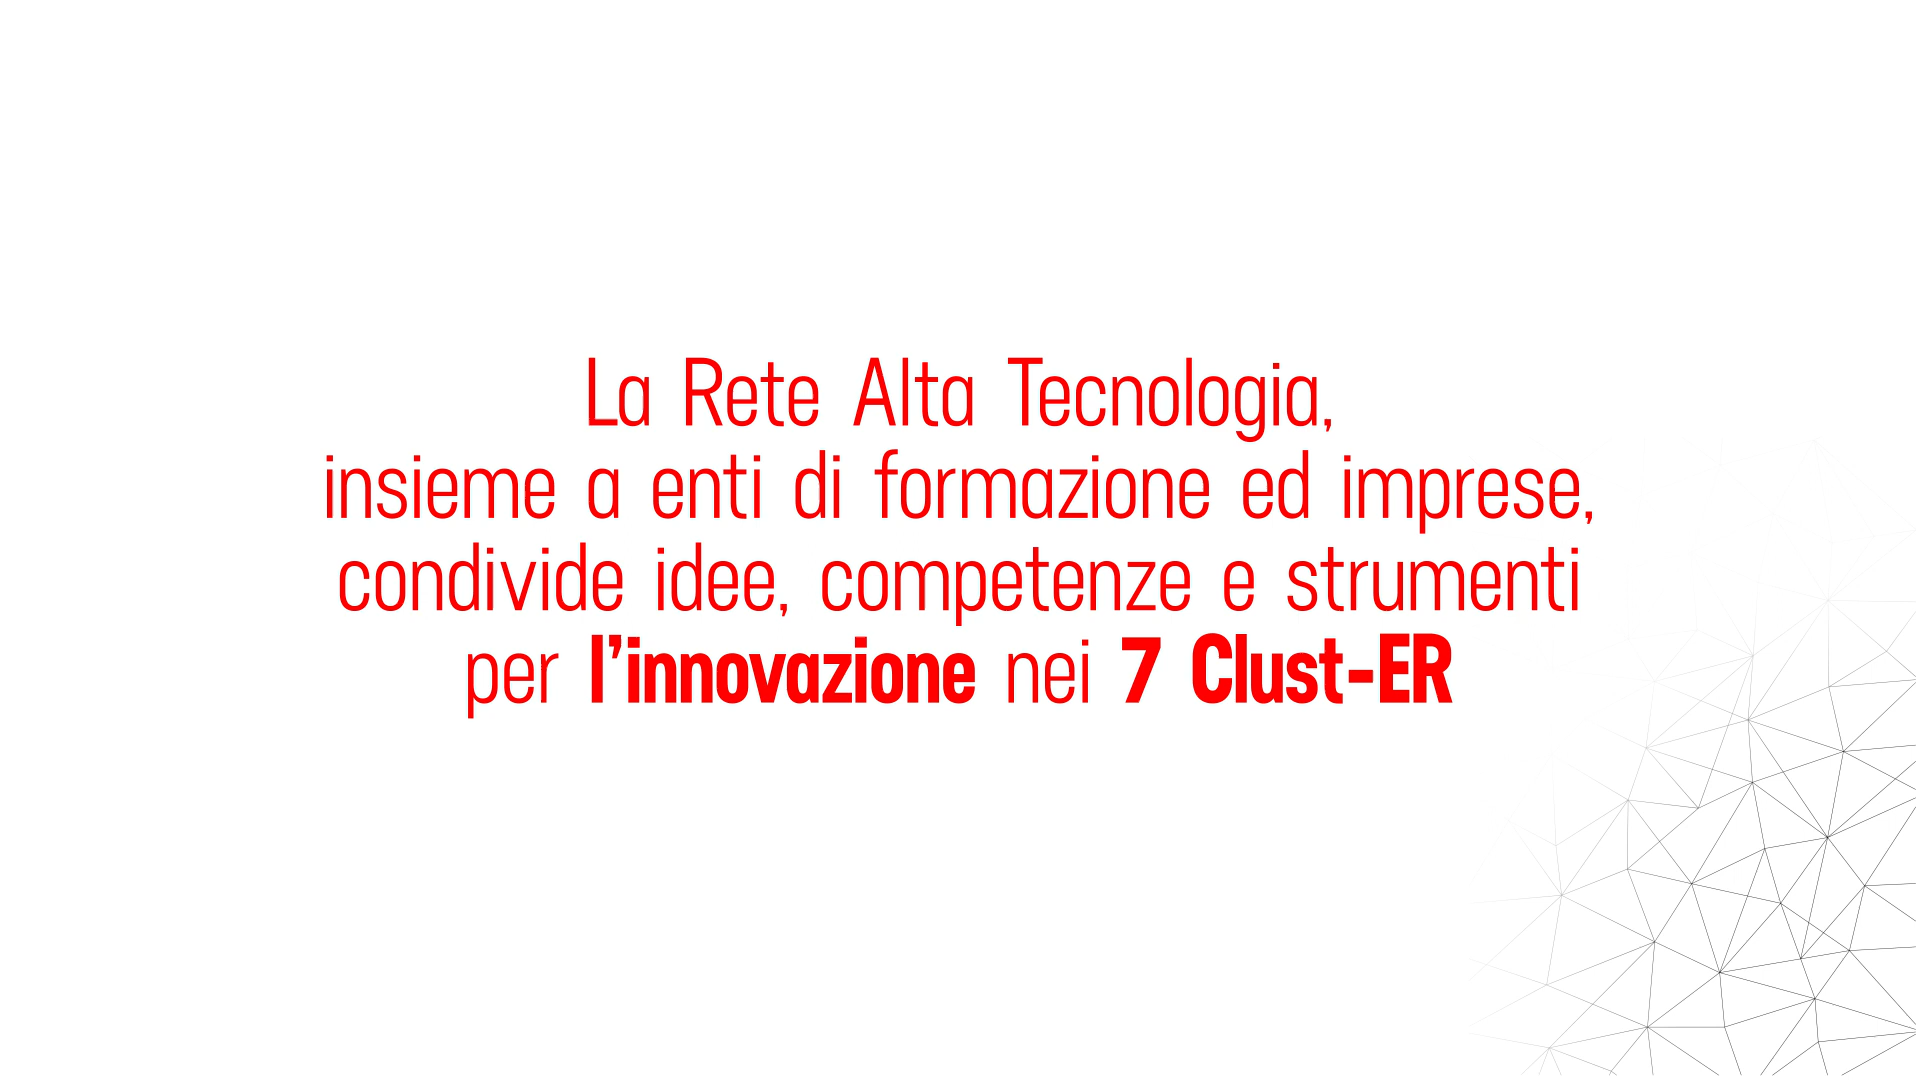 La Rete Alta Tecnologia,
insieme a enti di formazione ed imprese,
condivide idee, competenze e strumenti
per l’innovazione nei 7 Clust-ER